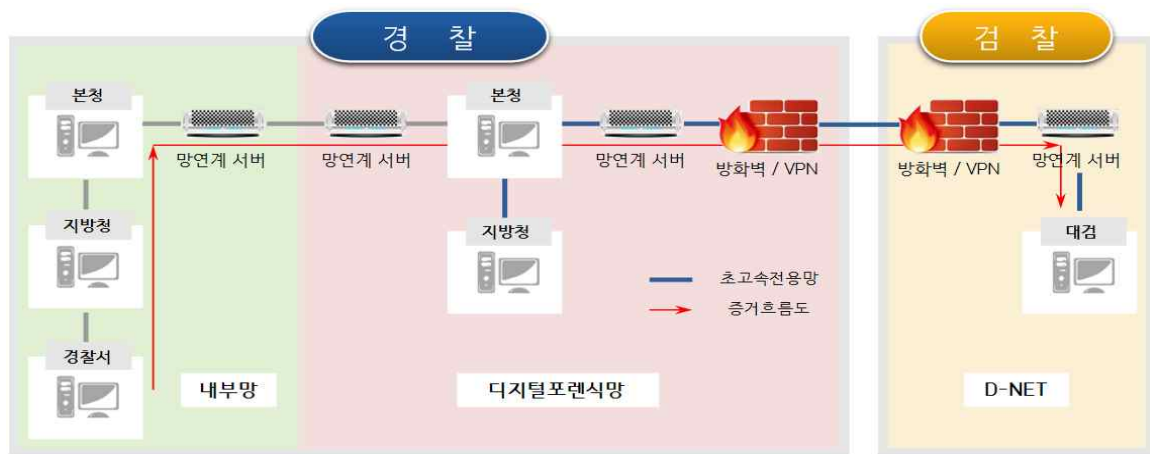 경 찰
검 찰
본청
본청
망연계 서버
망연계 서버
망연계 서버
방화벽 / VPN
방화벽 / VPN
망연계 서버
지방청
지방청
대검
초고속전용망
증거흐름도
경찰서
내부망
디지털포렌식망
D-NET